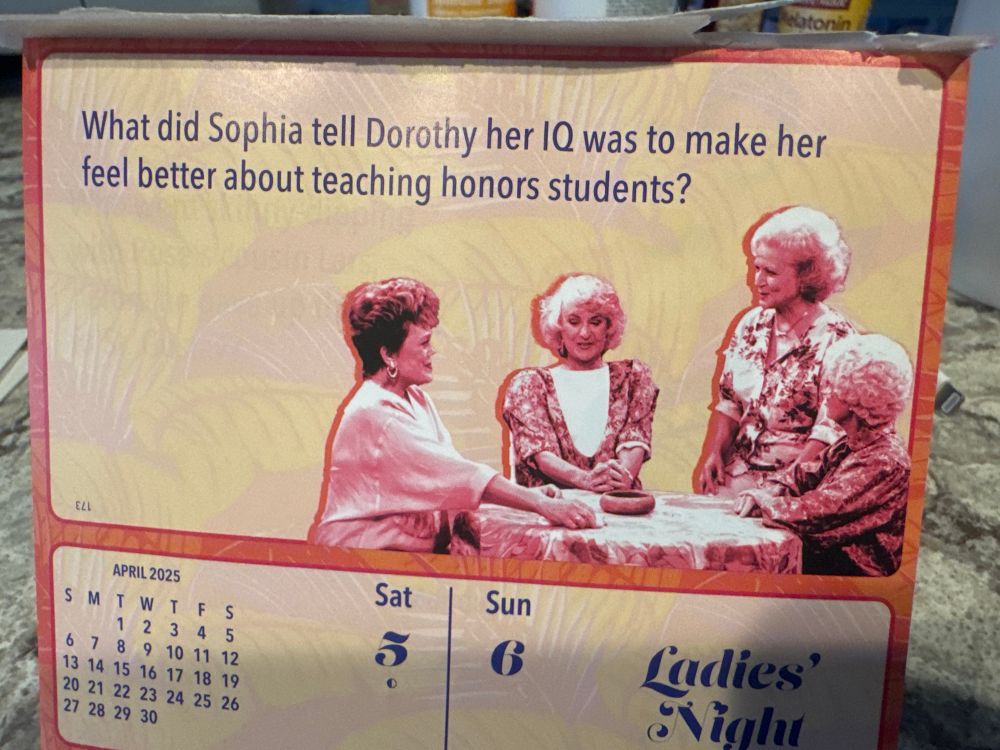 elatonin
What did Sophia tell Dorothy her IQ was to make her
feel better about teaching honors students?
173
APRIL 2025
S M T W T F S
1 2 3 4 5
6 7 8 9 10 11 12
13 14 15 16 17 18 19
20 21 22 23 24 25 26
27 28 29 30
Sat
5
Sun
6
Ladies'
Night